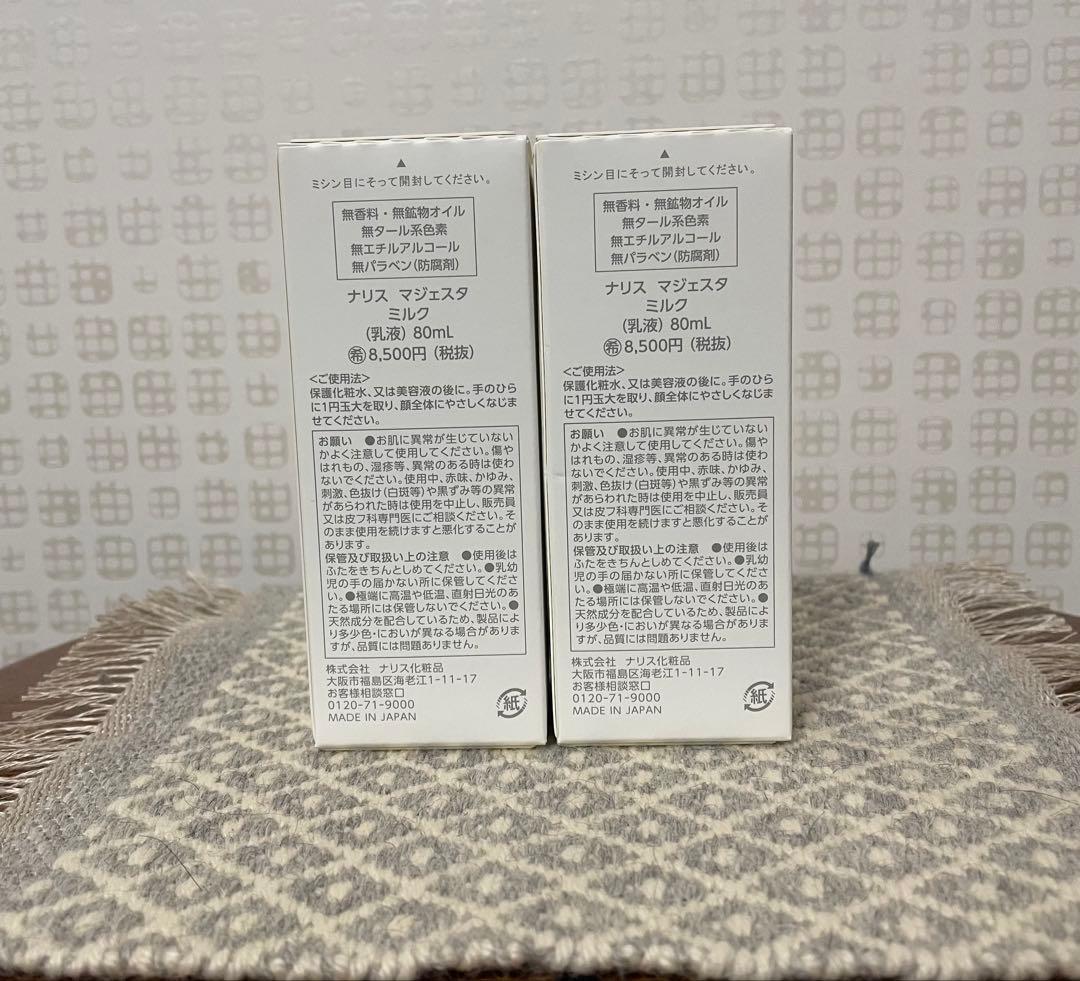 ▲
ミシン目にそって開封してください。
無香料・無鉱物オイル
無タール系色素
無エチルアルコール
無パラベン(防腐剤)
ナリス マジェスタ
ミルク
(乳液) 80mL
㊒8,500円 (税抜)
<ご使用法>
保護化粧水、又は美容液の後に。手のひら
に1円玉大を取り、顔全体にやさしくなじま
せてください。
お願い ●お肌に異常が生じていない
かよく注意して使用してください。傷や
はれもの、湿疹等、異常のある時は使わ
ないでください。使用中、赤味、かゆみ、
刺激、色抜け(白斑等)や黒ずみ等の異常
があらわれた時は使用を中止し、販売員
又は皮フ科専門医にご相談ください。そ
のまま使用を続けますと悪化することが
あります。
保管及び取扱い上の注意 ●使用後は
ふたをきちんとしめてください。●乳幼
児の手の届かない所に保管してくださ
い。●極端に高温や低温、直射日光のあ
たる場所には保管しないでください。●
天然成分を配合しているため、製品によ
り多少色・においが異なる場合がありま
すが、品質には問題ありません。
株式会社 ナリス化粧品
大阪市福島区海老江1-11-17
お客様相談窓口
0120-71-9000
MADE IN JAPAN
紙
▲
ミシン目にそって開封してください。
無香料・無鉱物オイル
無タール系色素
無エチルアルコール
無パラベン(防腐剤)
ナリス マジェスタ
ミルク
(乳液) 80mL
希8,500円 (税抜)
<ご使用法>
保護化粧水、又は美容液の後に。手のひら
に1円玉大を取り、顔全体にやさしくなじま
せてください。
お願い ●お肌に異常が生じていない
かよく注意して使用してください。傷や
はれもの、湿疹等、異常のある時は使わ
ないでください。使用中、赤味、かゆみ、
刺激、色抜け(白斑等)や黒ずみ等の異常
があらわれた時は使用を中止し、販売員
又は皮フ科専門医にご相談ください。そ
のまま使用を続けますと悪化することが
あります。
保管及び取扱い上の注意 ●使用後は
ふたをきちんとしめてください。●乳幼
児の手の届かない所に保管してくださ
い。●極端に高温や低温、直射日光のあ
たる場所には保管しないでください。●
天然成分を配合しているため、製品によ
り多少色・においが異なる場合がありま
すが、品質には問題ありません。
株式会社 ナリス化粧品
大阪市福島区海老江1-11-17
お客様相談窓口
0120-71-9000
MADE IN JAPAN
紙